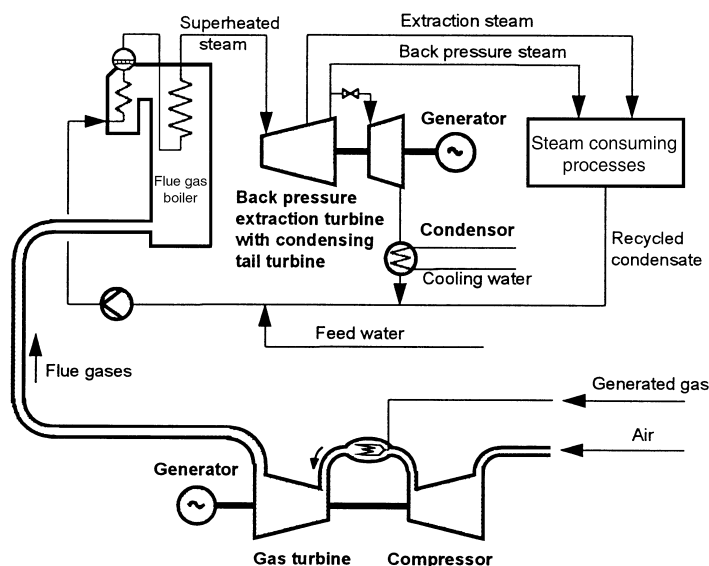 Superheated
steam
Extraction steam
Back pressure steam
Generator
Steam consuming
processes
Flue gas
boiler
Back pressure
extraction turbine
with condensing
tail turbine
Condensor
Cooling water
Recycled
condensate
Feed water
Flue gases
Generated gas
Air
Generator
Gas turbine
Compressor